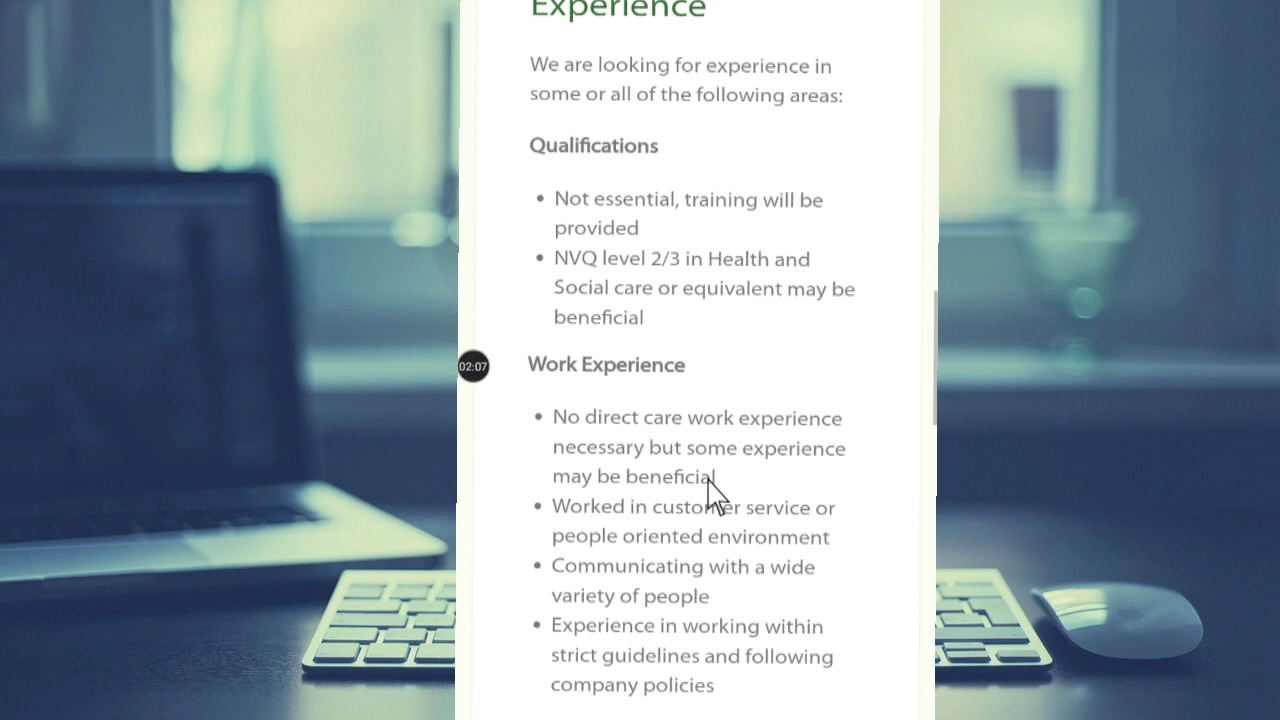 Experience
We are looking for experience in
some or all of the following areas:
Qualifications
• Not essential, training will be
provided
• NVQ level 2/3 in Health and
Social care or equivalent may be
beneficial
Work Experience
02:07
• No direct care work experience
necessary but some experience
may be beneficial
• Worked in customer service or
people oriented environment
• Communicating with a wide
variety of people
• Experience in working within
strict guidelines and following
company policies